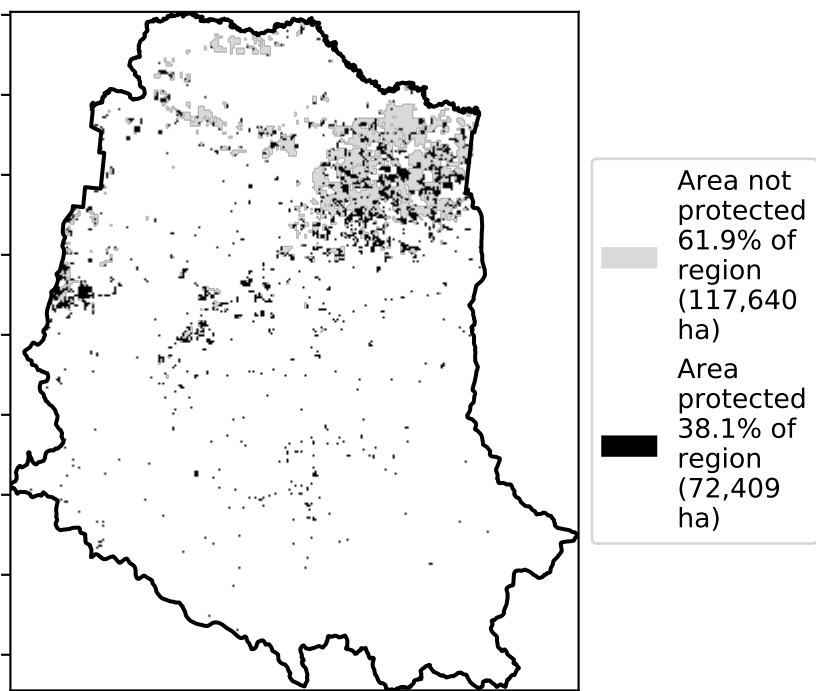 Area not
protected
61.9% of
region
(117,640
ha)
Area
protected
38.1% of
region
(72,409
ha)